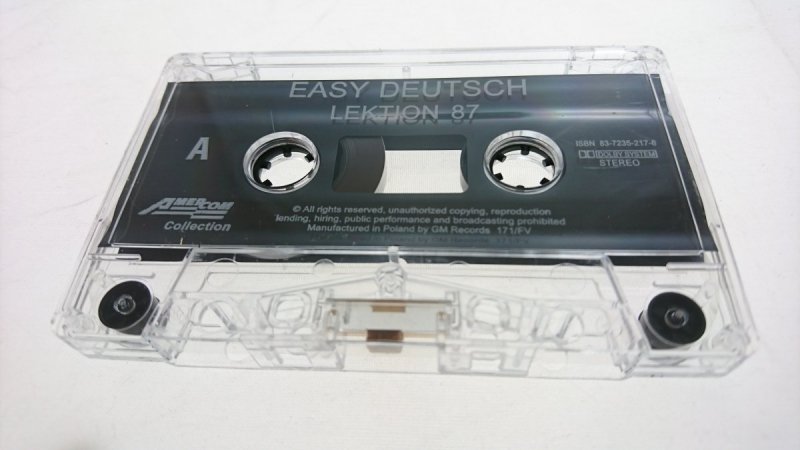 EASY DEUTSCH
LEKTION 87
A
ISBN 83-7235-217-6
DOLBY SYSTEM
STEREO
AMERCOM
Collection
© All rights reserved, unauthorized copying, reproduction
lending, hiring, public performance and broadcasting prohibited
Manufactured in Poland by GM Records 171/FV